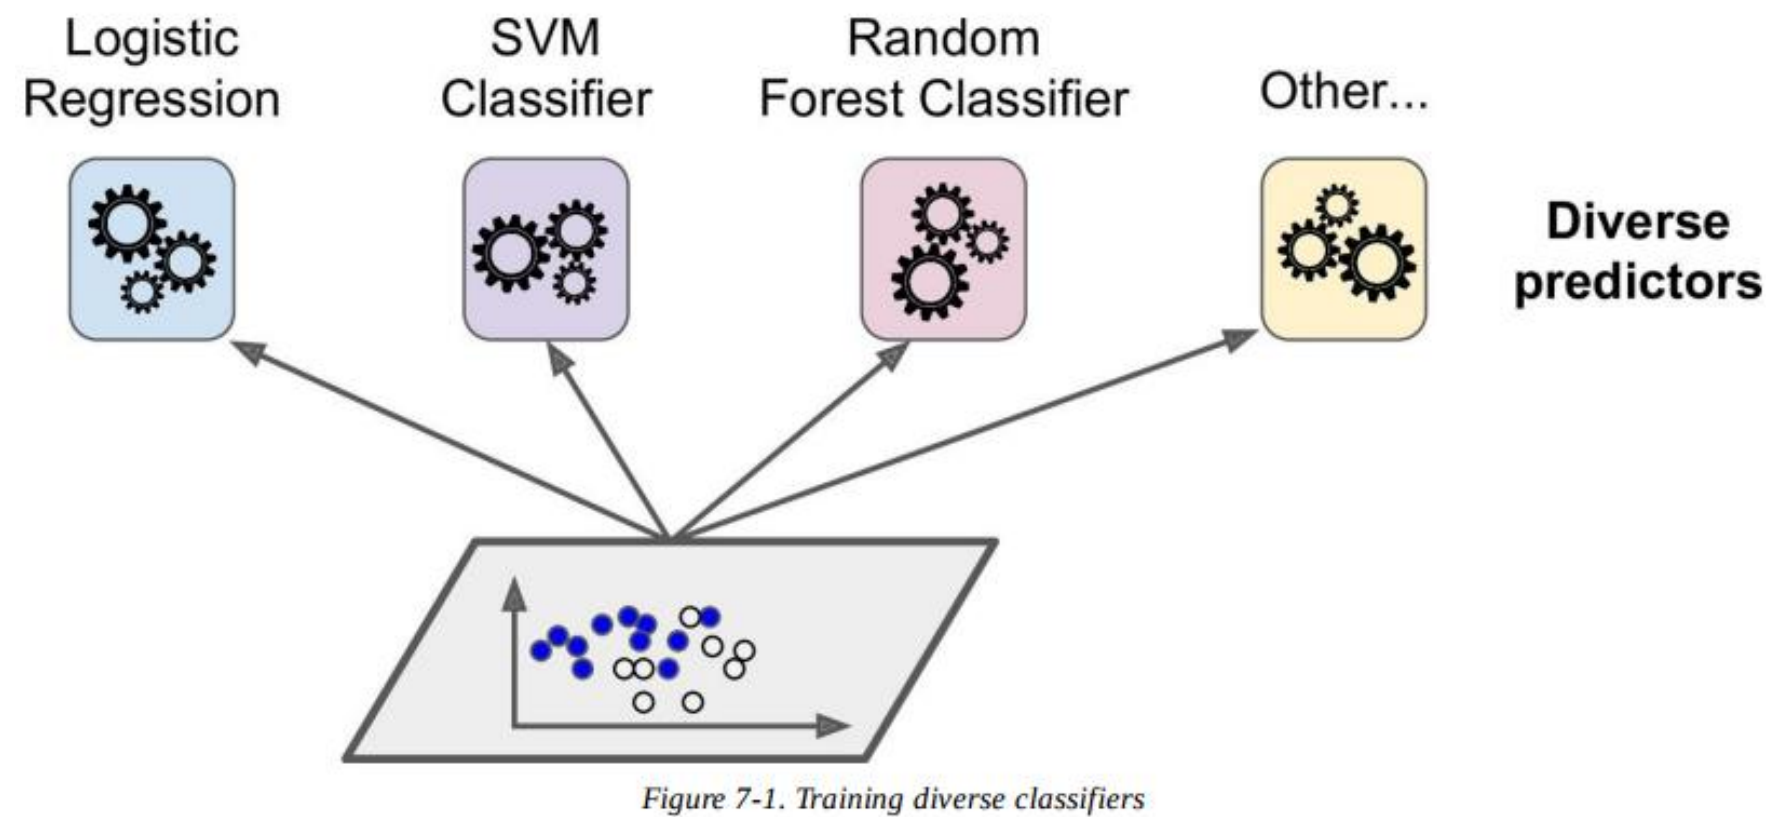 Logistic
Regression
SVM
Classifier
Random
Forest Classifier
Other...
Diverse
predictors
Figure 7-1. Training diverse classifiers